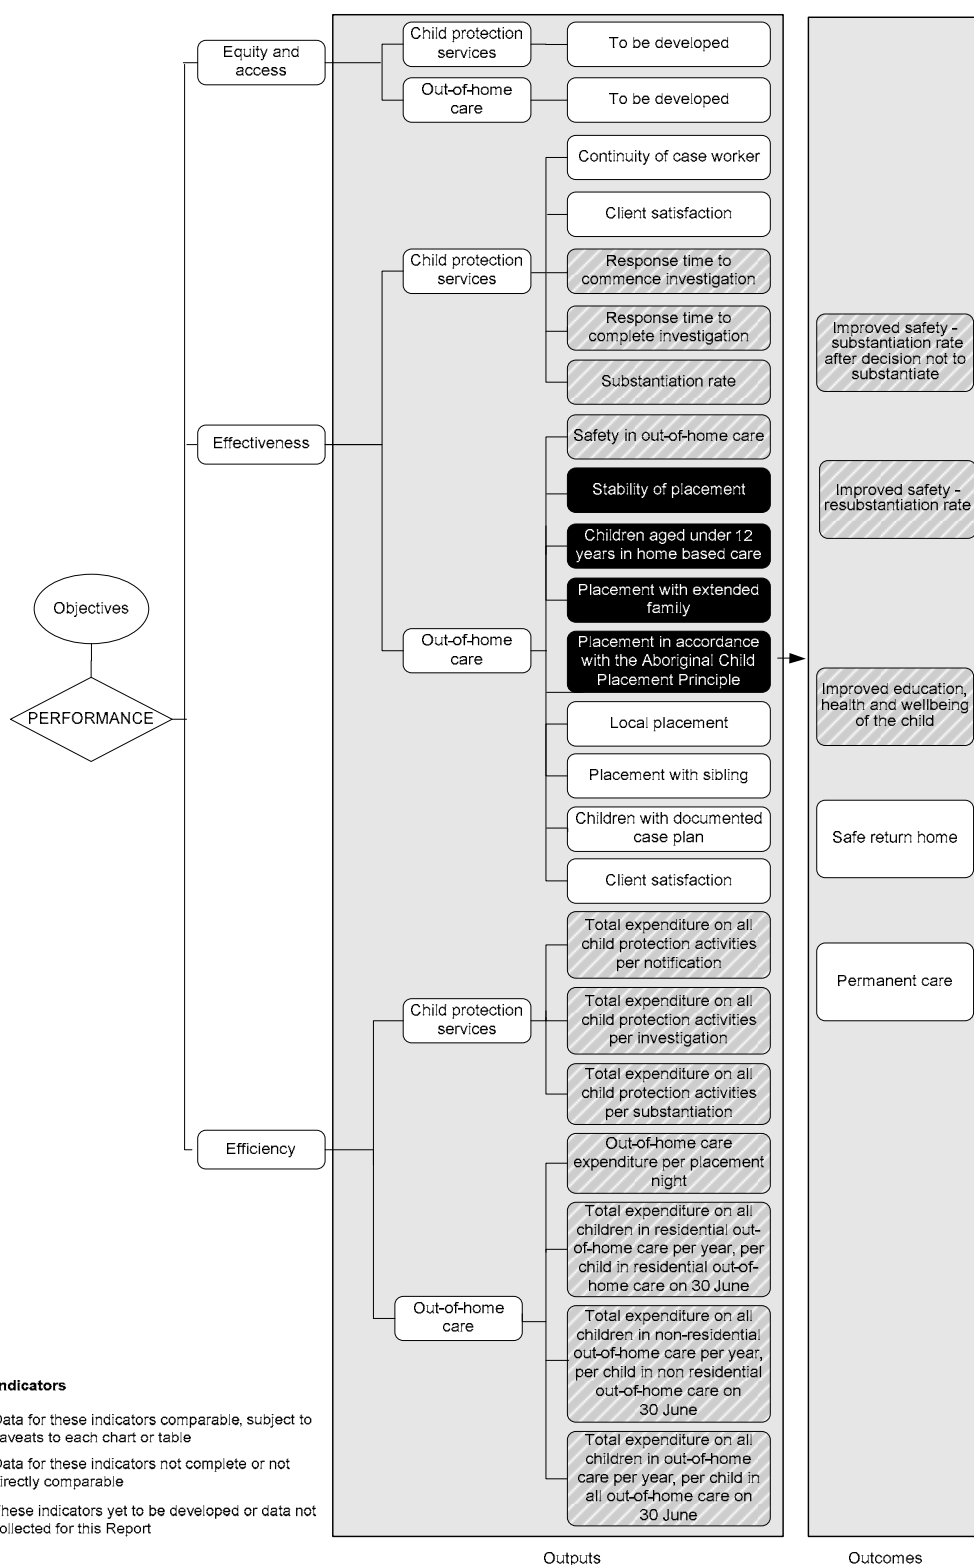 Objectives
PERFORMANCE
Equity and
access
Child protection
services
To be developed
Out-of-home
care
To be developed
Effectiveness
Child protection
services
Continuity of case worker
Client satisfaction
Response time to
commence investigation
Response time to
complete investigation
Substantiation rate
Out-of-home
care
Safety in out-of-home care
Stability of placement
Children aged under 12
years in home based care
Placement with extended
family
Placement in accordance
with the Aboriginal Child
Placement Principle
Local placement
Placement with sibling
Children with documented
case plan
Client satisfaction
Efficiency
Child protection
services
Total expenditure on all
child protection activities
per notification
Total expenditure on all
child protection activities
per investigation
Total expenditure on all
child protection activities
per substantiation
Out-of-home
care
Out-of-home care
expenditure per placement
night
Total expenditure on all
children in residential out-
of-home care per year, per
child in residential out-of-
home care on 30 June
Total expenditure on all
children in non-residential
out-of-home care per year,
per child in non residential
out-of-home care on
30 June
Total expenditure on all
children in out-of-home
care per year, per child in
all out-of-home care on
30 June
Outputs
Improved safety -
substantiation rate
after decision not to
substantiate
Improved safety -
resubstantiation rate
Improved education,
health and wellbeing
of the child
Safe return home
Permanent care
Outcomes
ndicators
Data for these indicators comparable, subject to
aveats to each chart or table
Data for these indicators not complete or not
irectly comparable
hese indicators yet to be developed or data not
ollected for this Report